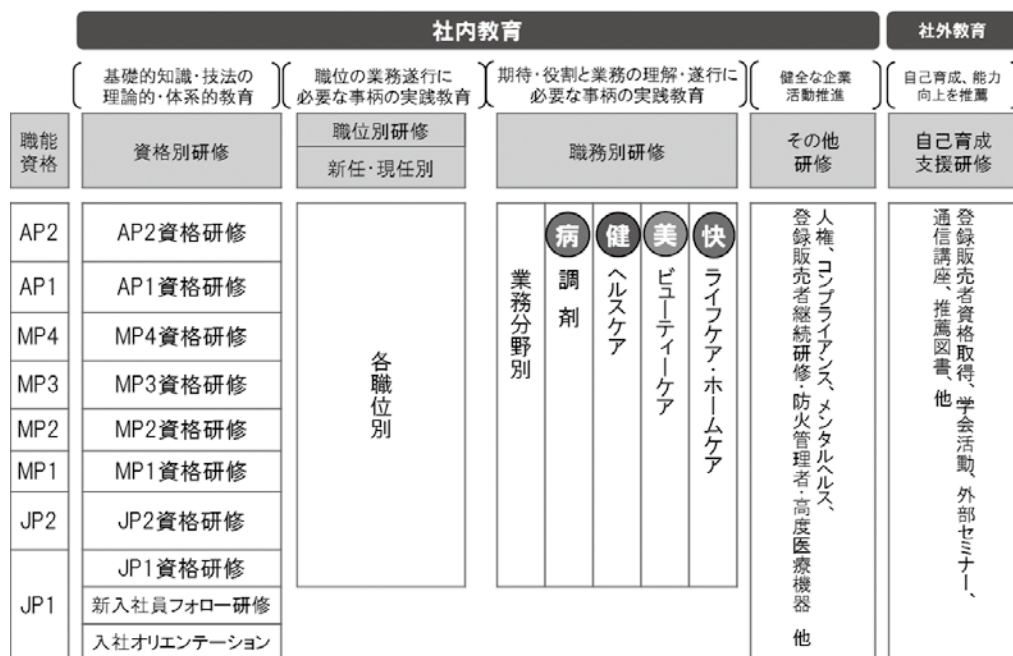 社内教育
社外教育
基礎的知識・技法の
理論的・体系的教育
職位の業務遂行に
必要な事柄の実践教育
期待・役割と業務の理解・遂行に
必要な事柄の実践教育
健全な企業
活動推進
自己育成、能力
向上を推薦
職能
資格
資格別研修
職位別研修
新任・現任別
職務別研修
その他
研修
自己育成
支援研修
AP2
AP2資格研修
AP1
AP1資格研修
MP4
MP4資格研修
MP3
MP3資格研修
MP2
MP2資格研修
MP1
MP1資格研修
JP2
JP2資格研修
JP1
JP1資格研修
新入社員フォロー研修
入社オリエンテーション
各職位別
業務分野別
病
調剤
健
ヘルスケア
美
ビューティーケア
快
ライフケア・ホームケア
人権、コンプライアンス、メンタルヘルス、
登録販売者継続研修・防火管理者・高度医療機器 他
登録販売者資格取得、学会活動、外部セミナー、
通信講座、推薦図書、他